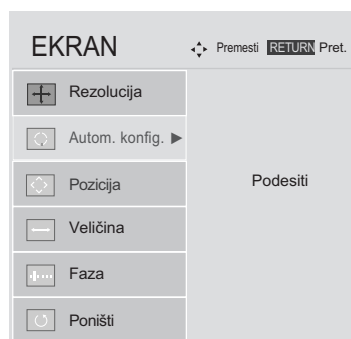 EKRAN Premesti RETURN Pret.
Rezolucija
Autom. konfig. ►
Pozicija
Podesiti
Veličina
Faza
Poništi